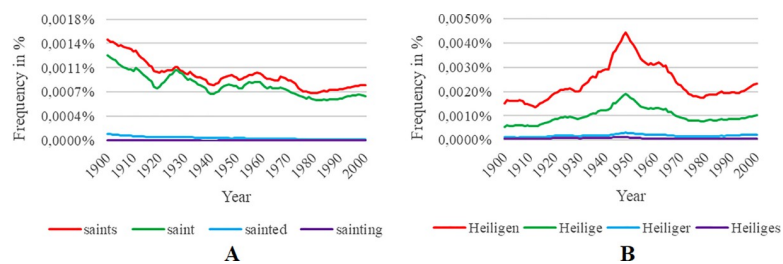 0,0018%
0,0014%
0,0011%
0,0007%
0,0004%
0,0000%
Frequency in %
1900 1910 1920 1930 1940 1950 1960 1970 1980 1990 2000
Year
saints saint sainted sainting
A
0,0050%
0,0040%
0,0030%
0,0020%
0,0010%
0,0000%
Frequency in %
1900 1910 1920 1930 1940 1950 1960 1970 1980 1990 2000
Year
Heiligen Heilige Heiliger Heiliges
B